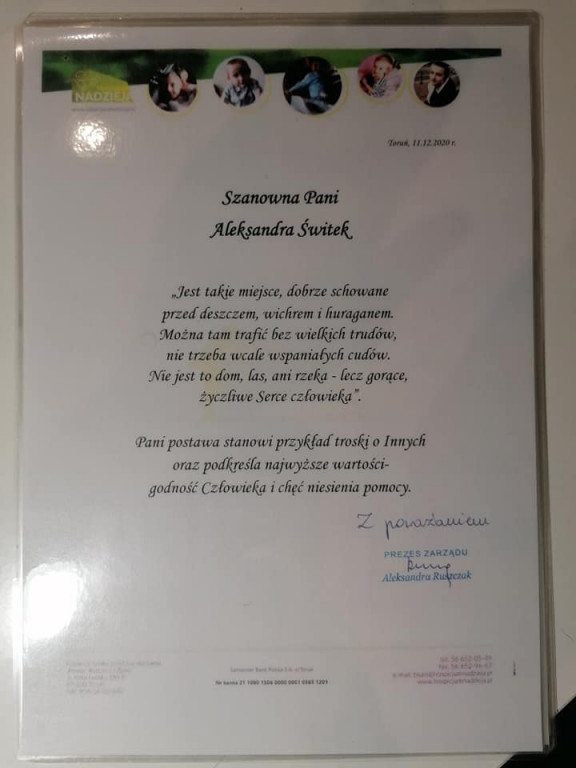 NADZIEJA
Toruń, 11.12.2020 r.
Szanowna Pani
Aleksandra Świtek
„Jest takie miejsce, dobrze schowane
przed deszczem, wichrem i huraganem.
Można tam trafić bez wielkich trudów,
nie trzeba wcale wspaniałych cudów.
Nie jest to dom, las, ani rzeka - lecz gorące,
życzliwe Serce człowieka”.
Pani postawa stanowi przykład troski o Innych
oraz podkreśla najwyższe wartości-
godność Człowieka i chęć niesienia pomocy.
Z poważaniem
PREZES ZARZĄDU
Aleksandra Ruszczak